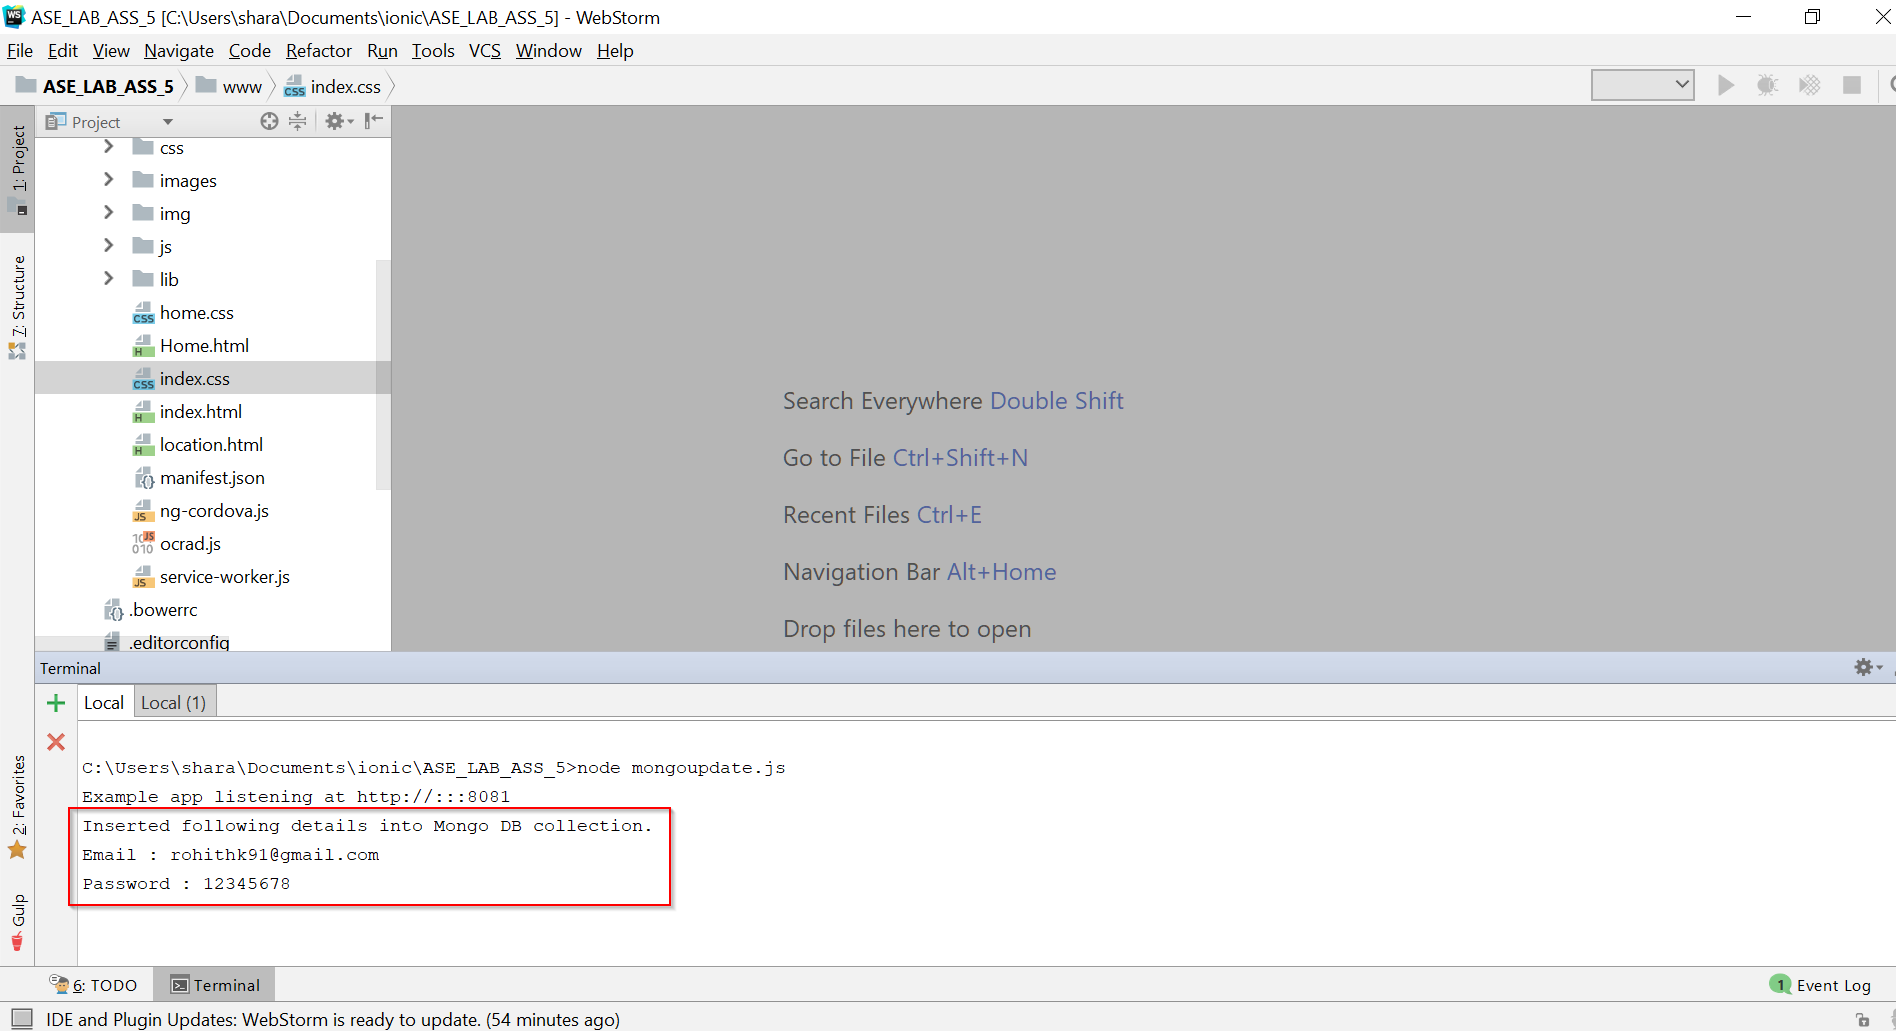 ASE_LAB_ASS_5 [C:\Users\shara\Documents\ionic\ASE_LAB_ASS_5] - WebStorm
File Edit View Navigate Code Refactor Run Tools VCS Window Help
ASE_LAB_ASS_5 www index.css
Project
1: Project
7: Structure
2: Favorites
Gulp
css
images
img
js
lib
home.css
Home.html
index.css
index.html
location.html
manifest.json
ng-cordova.js
ocrad.js
service-worker.js
.bowerrc
.editorconfig
Search Everywhere Double Shift
Go to File Ctrl+Shift+N
Recent Files Ctrl+E
Navigation Bar Alt+Home
Drop files here to open
Terminal
Local Local (1)
C:\Users\shara\Documents\ionic\ASE_LAB_ASS_5>node mongoupdate.js
Example app listening at http://:::8081
Inserted following details into Mongo DB collection.
Email : rohithk91@gmail.com
Password : 12345678
6: TODO Terminal 1 Event Log
IDE and Plugin Updates: WebStorm is ready to update. (54 minutes ago)